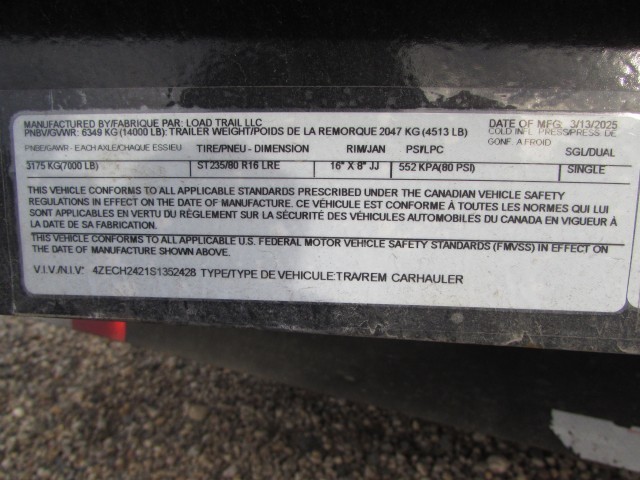 MANUFACTURED BY/FABRIQUE PAR: LOAD TRAIL LLC DATE OF MFG: 3/13/2025
PNBV/GVWR: 6349 KG (14000 LB): TRAILER WEIGHT/POIDS DE LA REMORQUE 2047 KG (4513 LB) COLD INFL.PRESS/PRESS.DE
PNBE/GAWR - EACH AXLE/CHAQUE ESSIEU TIRE/PNEU - DIMENSION RIM/JAN PSI/LPC GONF. A FROID SGL/DUAL
3175 KG(7000 LB) ST235/80 R16 LRE 16" X 8" JJ 552 KPA(80 PSI) SINGLE
THIS VEHICLE CONFORMS TO ALL APPLICABLE STANDARDS PRESCRIBED UNDER THE CANADIAN VEHICLE SAFETY
REGULATIONS IN EFFECT ON THE DATE OF MANUFACTURE. CE VÉHICULE EST CONFORME À TOUTES LES NORMES QUI LUI
SONT APPLICABLES EN VERTU DU RÈGLEMENT SUR LA SÉCURITÉ DES VÉHICULES AUTOMOBILES DU CANADA EN VIGUEUR À
LA DATE DE SA FABRICATION.
THIS VEHICLE CONFORMS TO ALL APPLICABLE U.S. FEDERAL MOTOR VEHICLE SAFETY STANDARDS (FMVSS) IN EFFECT ON
THE DATE OF MANUFACTURE SHOWN ABOVE.
V.I.V./N.I.V: 4ZECH2421S1352428 TYPE/TYPE DE VEHICULE:TRA/REM CARHAULER